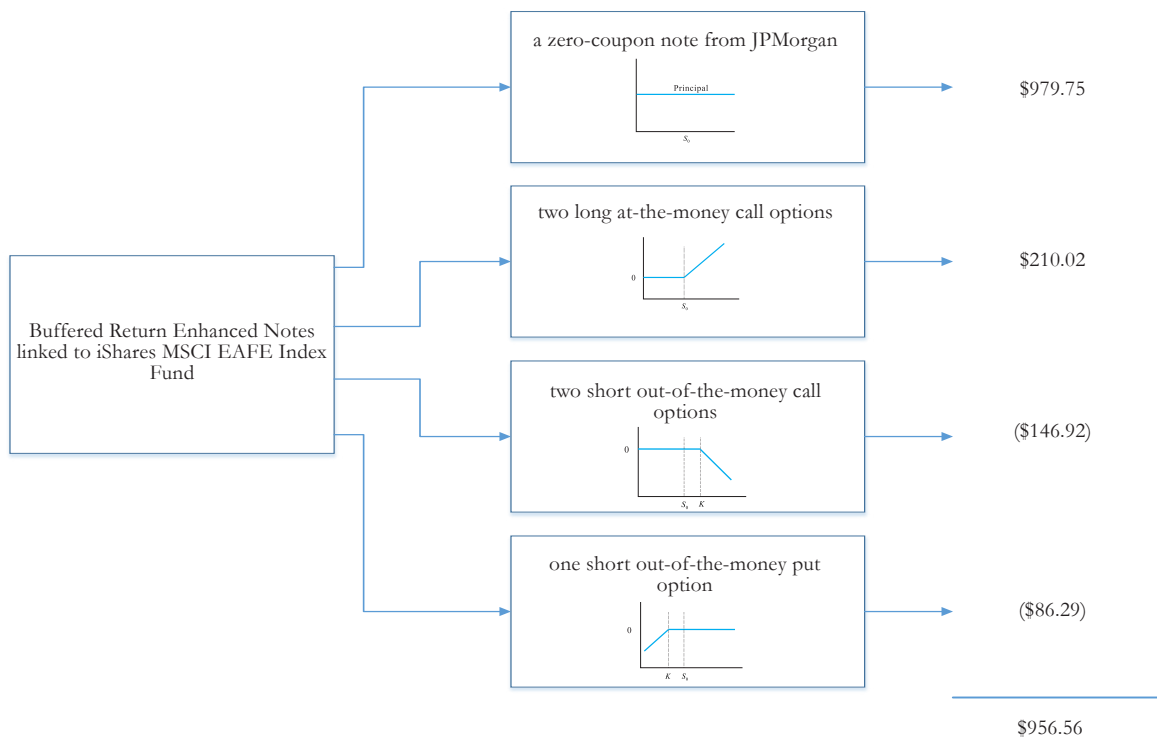 a zero-coupon note from JPMorgan
Principal
S₀
$979.75
two long at-the-money call options
0
S₀
$210.02
Buffered Return Enhanced Notes
linked to iShares MSCI EAFE Index
Fund
two short out-of-the-money call
options
0
S₀ K
($146.92)
one short out-of-the-money put
option
0
K S₀
($86.29)
$956.56